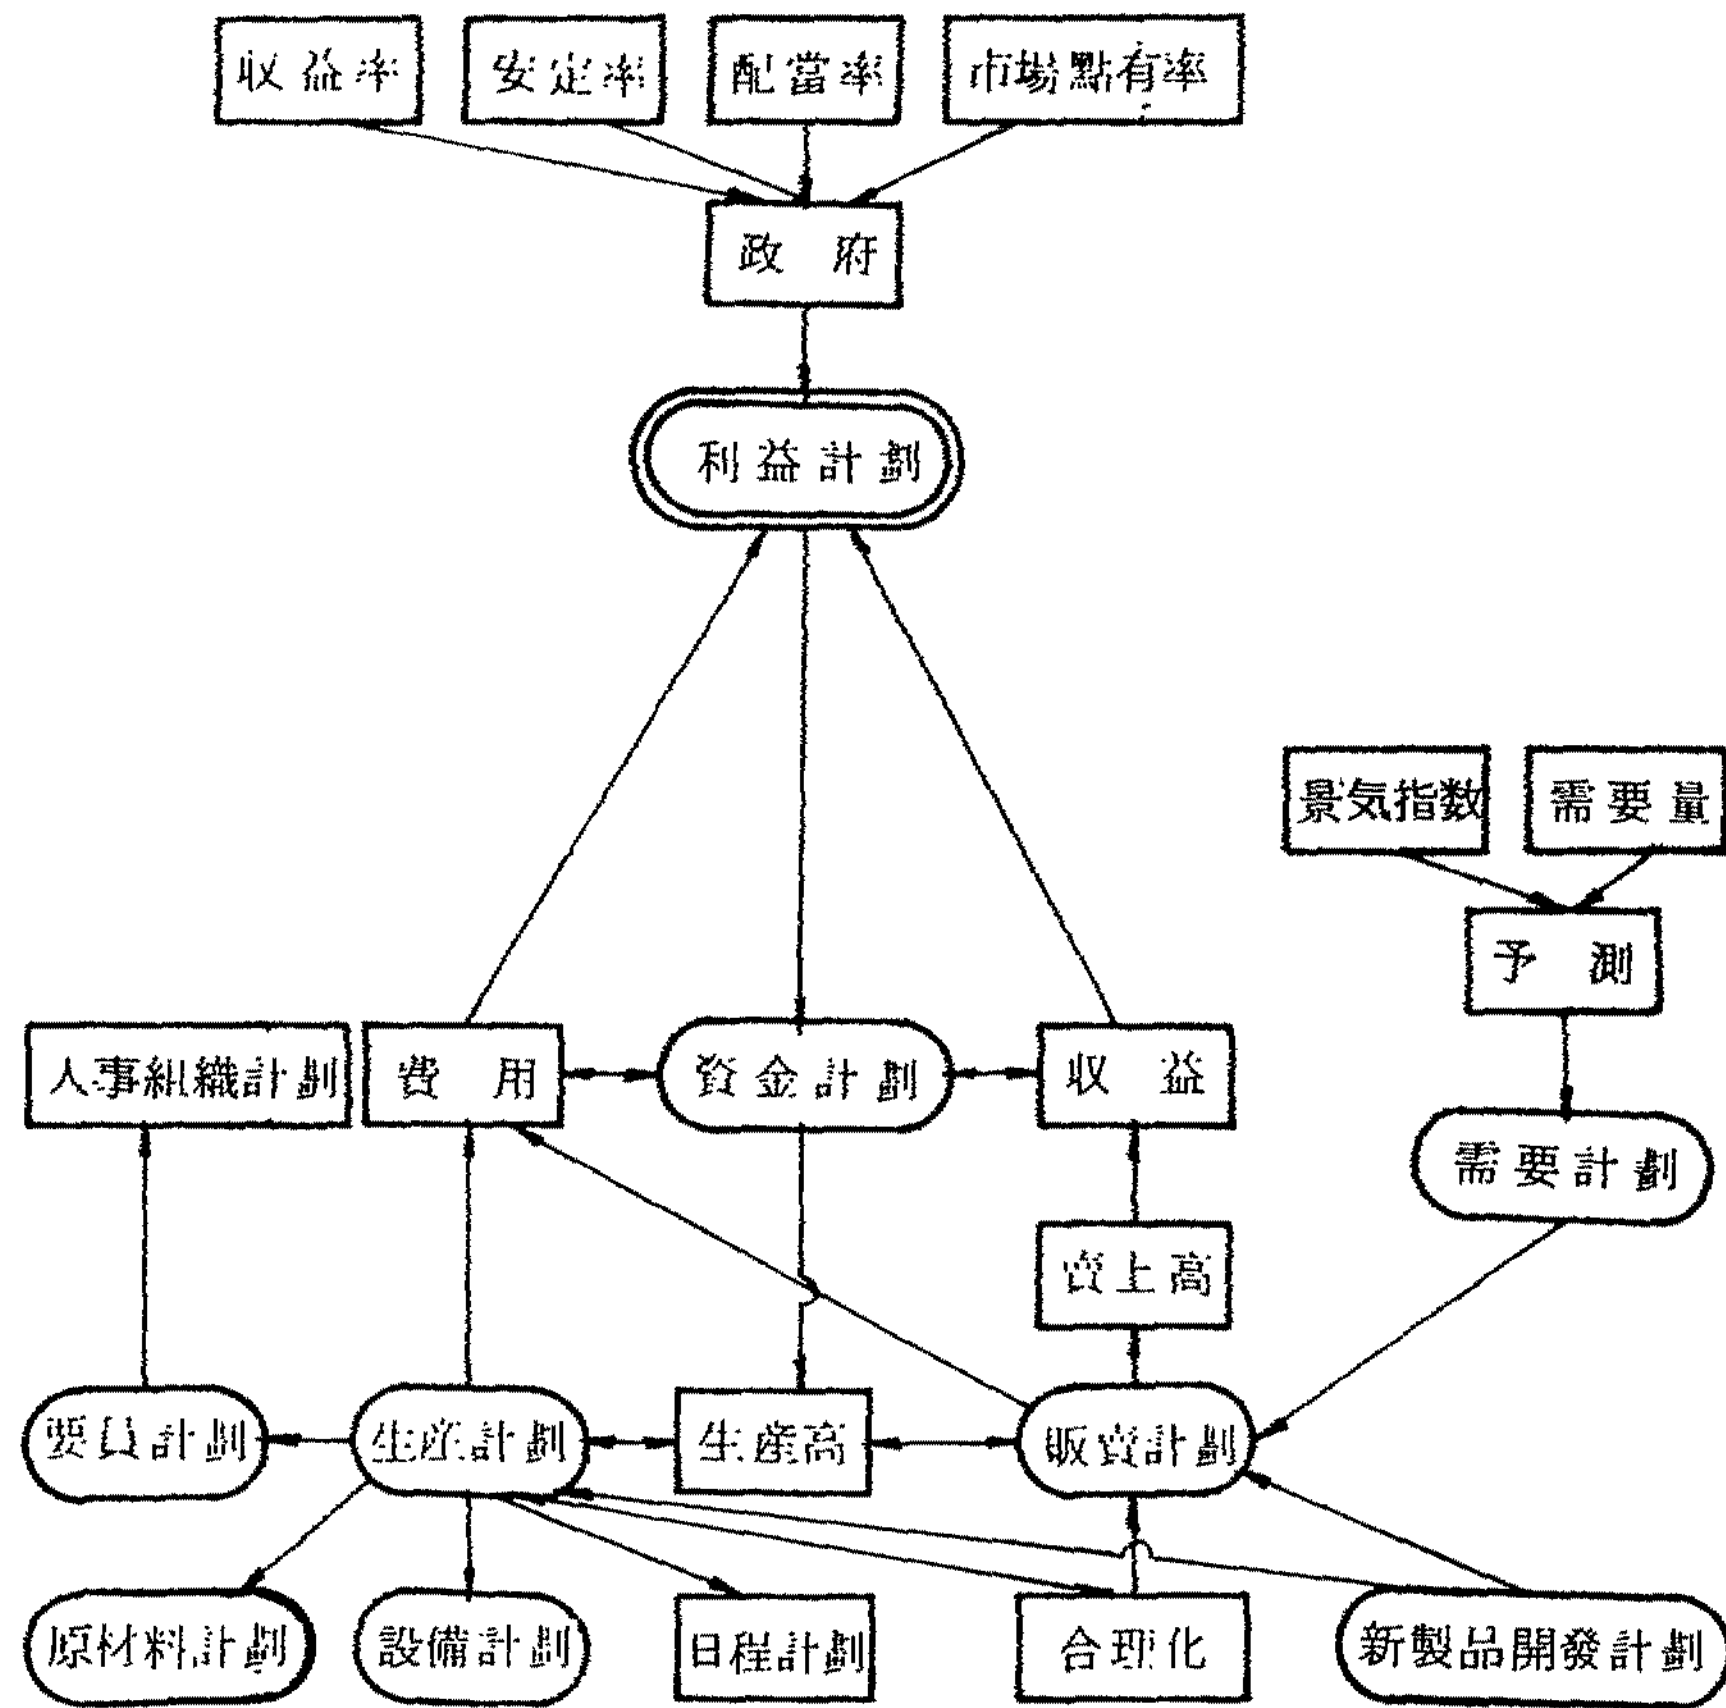 収益率
安定率
配當率
市場點有率
政府
利益計劃
景気指数
需要量
予測
人事組織計劃
費用
資金計劃
収益
需要計劃
賣上高
要員計劃
生産計劃
生産高
販賣計劃
原材料計劃
設備計劃
日程計劃
合理化
新製品開發計劃